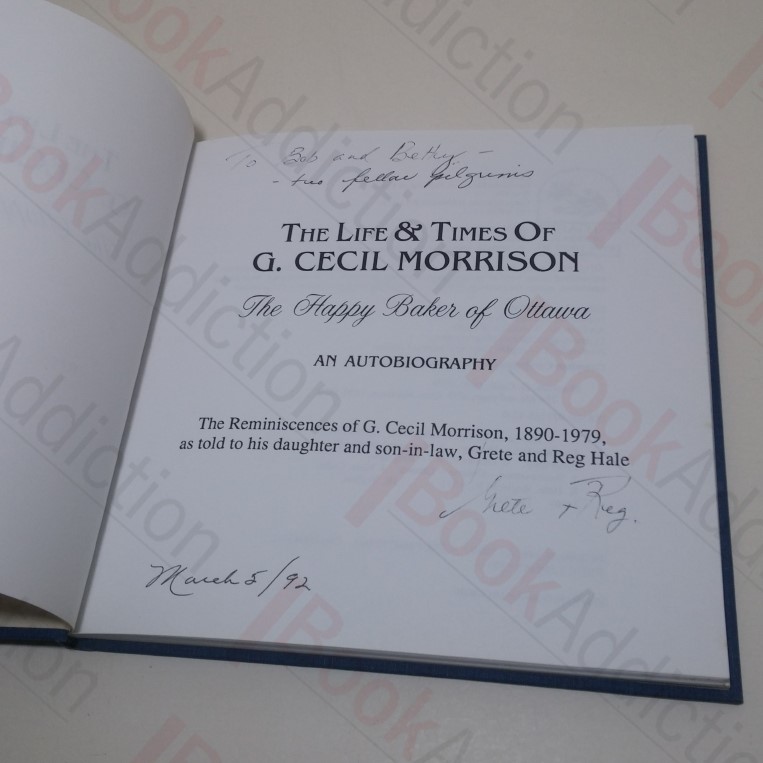 To Bob and Betty -
- two fellow pilgrims
THE LIFE & TIMES OF
G. CECIL MORRISON
The Happy Baker of Ottawa
AN AUTOBIOGRAPHY
The Reminiscences of G. Cecil Morrison, 1890-1979,
as told to his daughter and son-in-law, Grete and Reg Hale
Grete + Reg.
March 5/92
BookAddiction